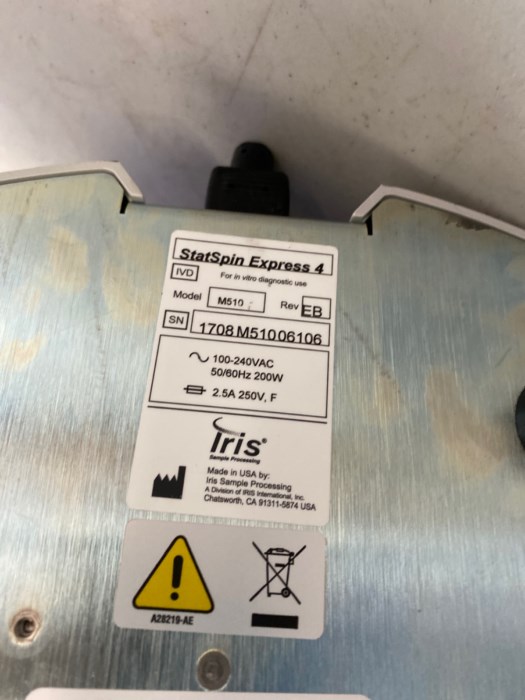 StatSpin Express 4
IVD For in vitro diagnostic use
Model M510 Rev EB
SN 1708M51006106
100-240VAC
50/60Hz 200W
2.5A 250V, F
Iris®
Sample Processing
Made in USA by:
Iris Sample Processing
A Division of IRIS International, Inc.
Chatsworth, CA 91311-5874 USA
A28219-AE